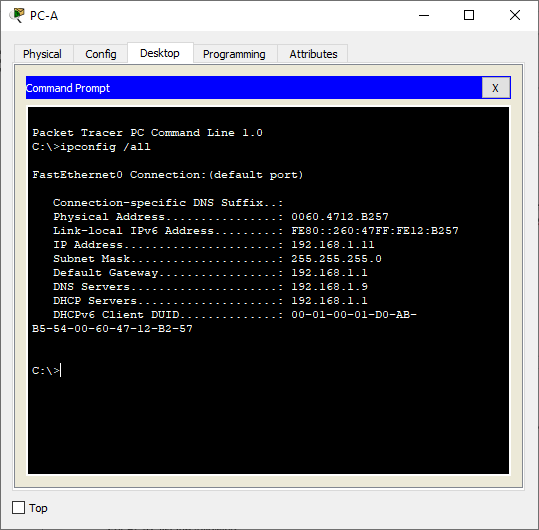 PC-A
Physical Config Desktop Programming Attributes
Command Prompt X
Packet Tracer PC Command Line 1.0
C:\>ipconfig /all
FastEthernet0 Connection:(default port)
Connection-specific DNS Suffix..:
Physical Address................: 0060.4712.B257
Link-local IPv6 Address.........: FE80::260:47FF:FE12:B257
IP Address......................: 192.168.1.11
Subnet Mask.....................: 255.255.255.0
Default Gateway.................: 192.168.1.1
DNS Servers.....................: 192.168.1.9
DHCP Servers....................: 192.168.1.1
DHCPv6 Client DUID..............: 00-01-00-01-D0-AB-
B5-54-00-60-47-12-B2-57
C:\>
Top